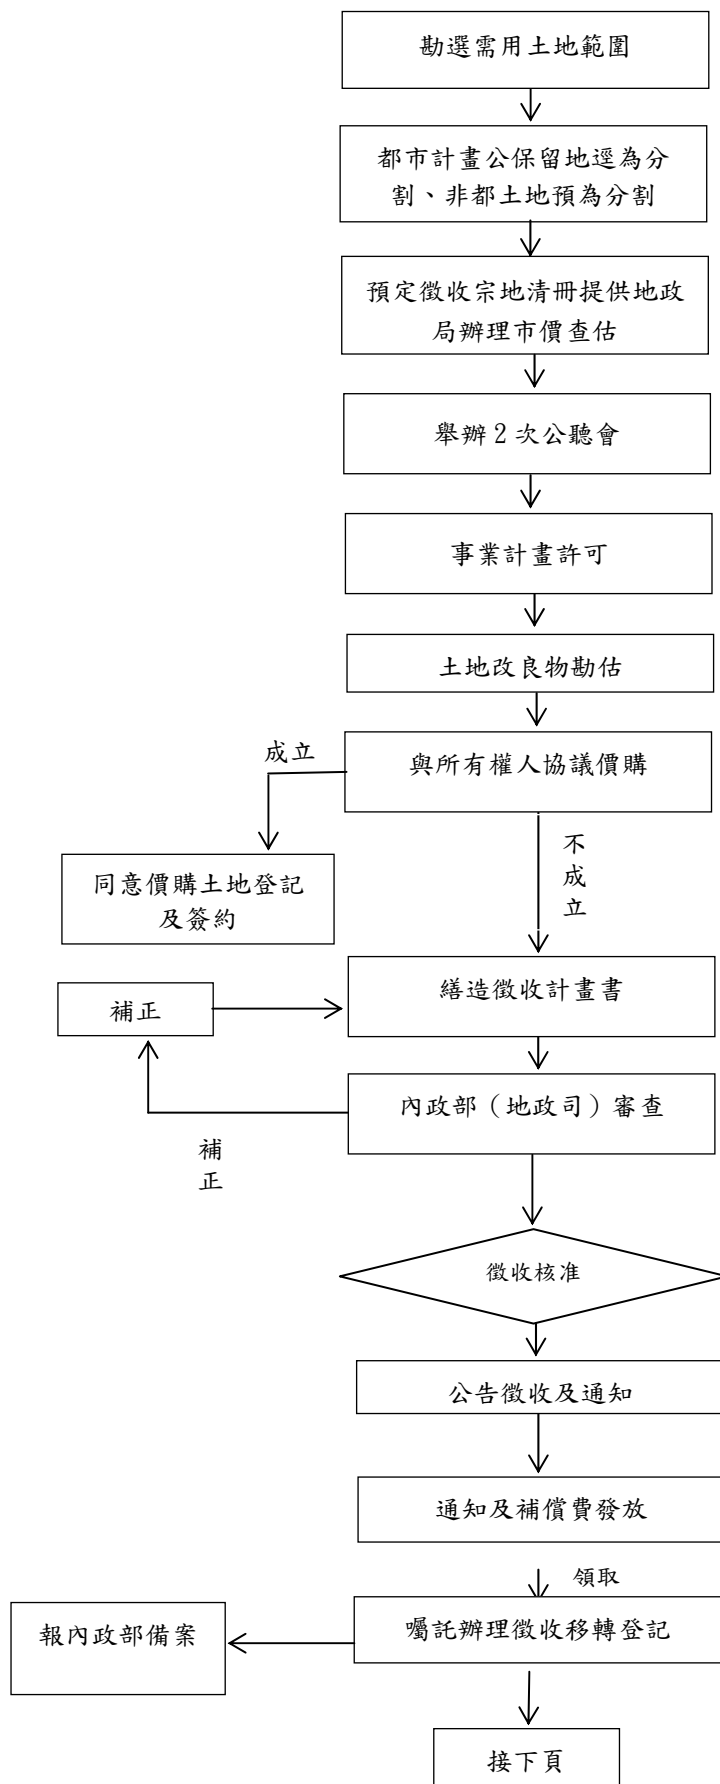 勘選需用土地範圍
都市計畫公保留地逕為分
割、非都土地預為分割
預定徵收宗地清冊提供地政
局辦理市價查估
舉辦2次公聽會
事業計畫許可
土地改良物勘估
成立
與所有權人協議價購
不
成
立
同意價購土地登記
及簽約
補正
繕造徵收計畫書
內政部（地政司）審查
補
正
徵收核准
公告徵收及通知
通知及補償費發放
領取
報內政部備案
囑託辦理徵收移轉登記
接下頁